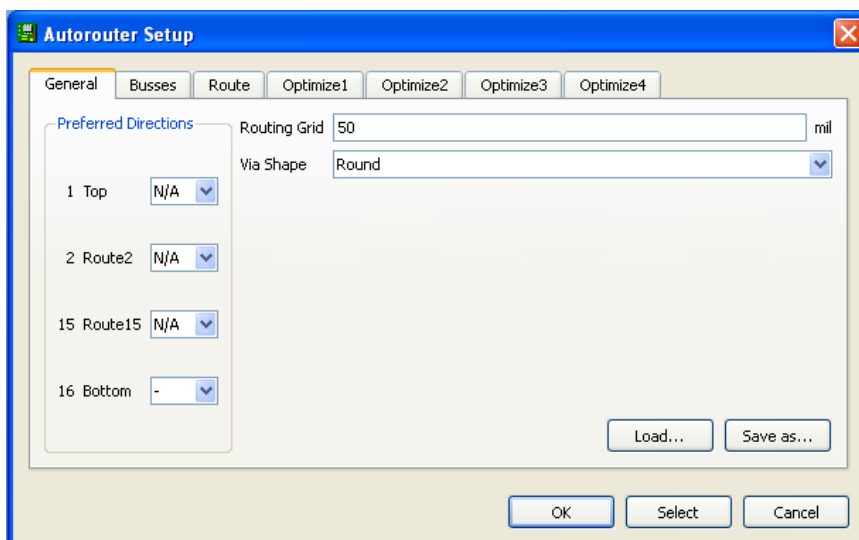 Autorouter Setup
General Busses Route Optimize1 Optimize2 Optimize3 Optimize4
Preferred Directions
Routing Grid 50 mil
Via Shape Round
1 Top N/A
2 Route2 N/A
15 Route15 N/A
16 Bottom -
Load... Save as...
OK Select Cancel